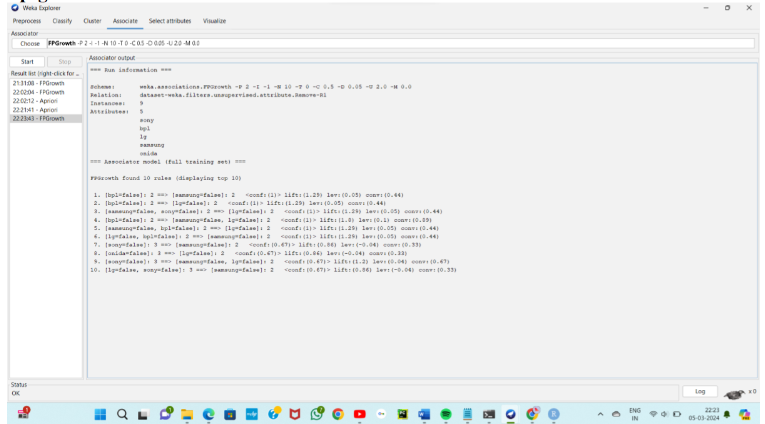 Weka Explorer
Preprocess Classify Cluster Associate Select attributes Visualize
Associator
Choose FPGrowth -P 2 -I -1 -N 10 -T 0 -C 0.5 -D 0.05 -U 2.0 -M 0.0
Start Stop
Associator output
Result list (right-click for ...
21:31:08 - FPGrowth
22:02:04 - FPGrowth
22:02:12 - Apriori
22:21:41 - Apriori
22:23:43 - FPGrowth
=== Run information ===
Scheme: weka.associations.FPGrowth -P 2 -I -1 -N 10 -T 0 -C 0.5 -D 0.05 -U 2.0 -M 0.0
Relation: dataset-weka.filters.unsupervised.attribute.Remove-R1
Instances: 9
Attributes: 5
sony
bpl
lg
samsung
onida
=== Associator model (full training set) ===
FPGrowth found 10 rules (displaying top 10)
1. [bpl=false]: 2 ==> [samsung=false]: 2 <conf:(1)> lift:(1.29) lev:(0.05) conv:(0.44)
2. [bpl=false]: 2 ==> [lg=false]: 2 <conf:(1)> lift:(1.29) lev:(0.05) conv:(0.44)
3. [samsung=false, sony=false]: 2 ==> [lg=false]: 2 <conf:(1)> lift:(1.29) lev:(0.05) conv:(0.44)
4. [bpl=false]: 2 ==> [samsung=false, lg=false]: 2 <conf:(1)> lift:(1.8) lev:(0.1) conv:(0.89)
5. [samsung=false, bpl=false]: 2 ==> [lg=false]: 2 <conf:(1)> lift:(1.29) lev:(0.05) conv:(0.44)
6. [lg=false, bpl=false]: 2 ==> [samsung=false]: 2 <conf:(1)> lift:(1.29) lev:(0.05) conv:(0.44)
7. [sony=false]: 3 ==> [samsung=false]: 2 <conf:(0.67)> lift:(0.86) lev:(-0.04) conv:(0.33)
8. [onida=false]: 3 ==> [lg=false]: 2 <conf:(0.67)> lift:(0.86) lev:(-0.04) conv:(0.33)
9. [sony=false]: 3 ==> [samsung=false, lg=false]: 2 <conf:(0.67)> lift:(1.2) lev:(0.04) conv:(0.67)
10. [lg=false, sony=false]: 3 ==> [samsung=false]: 2 <conf:(0.67)> lift:(0.86) lev:(-0.04) conv:(0.33)
Status
OK
Log
x 0
ENG
IN
22:23
05-03-2024